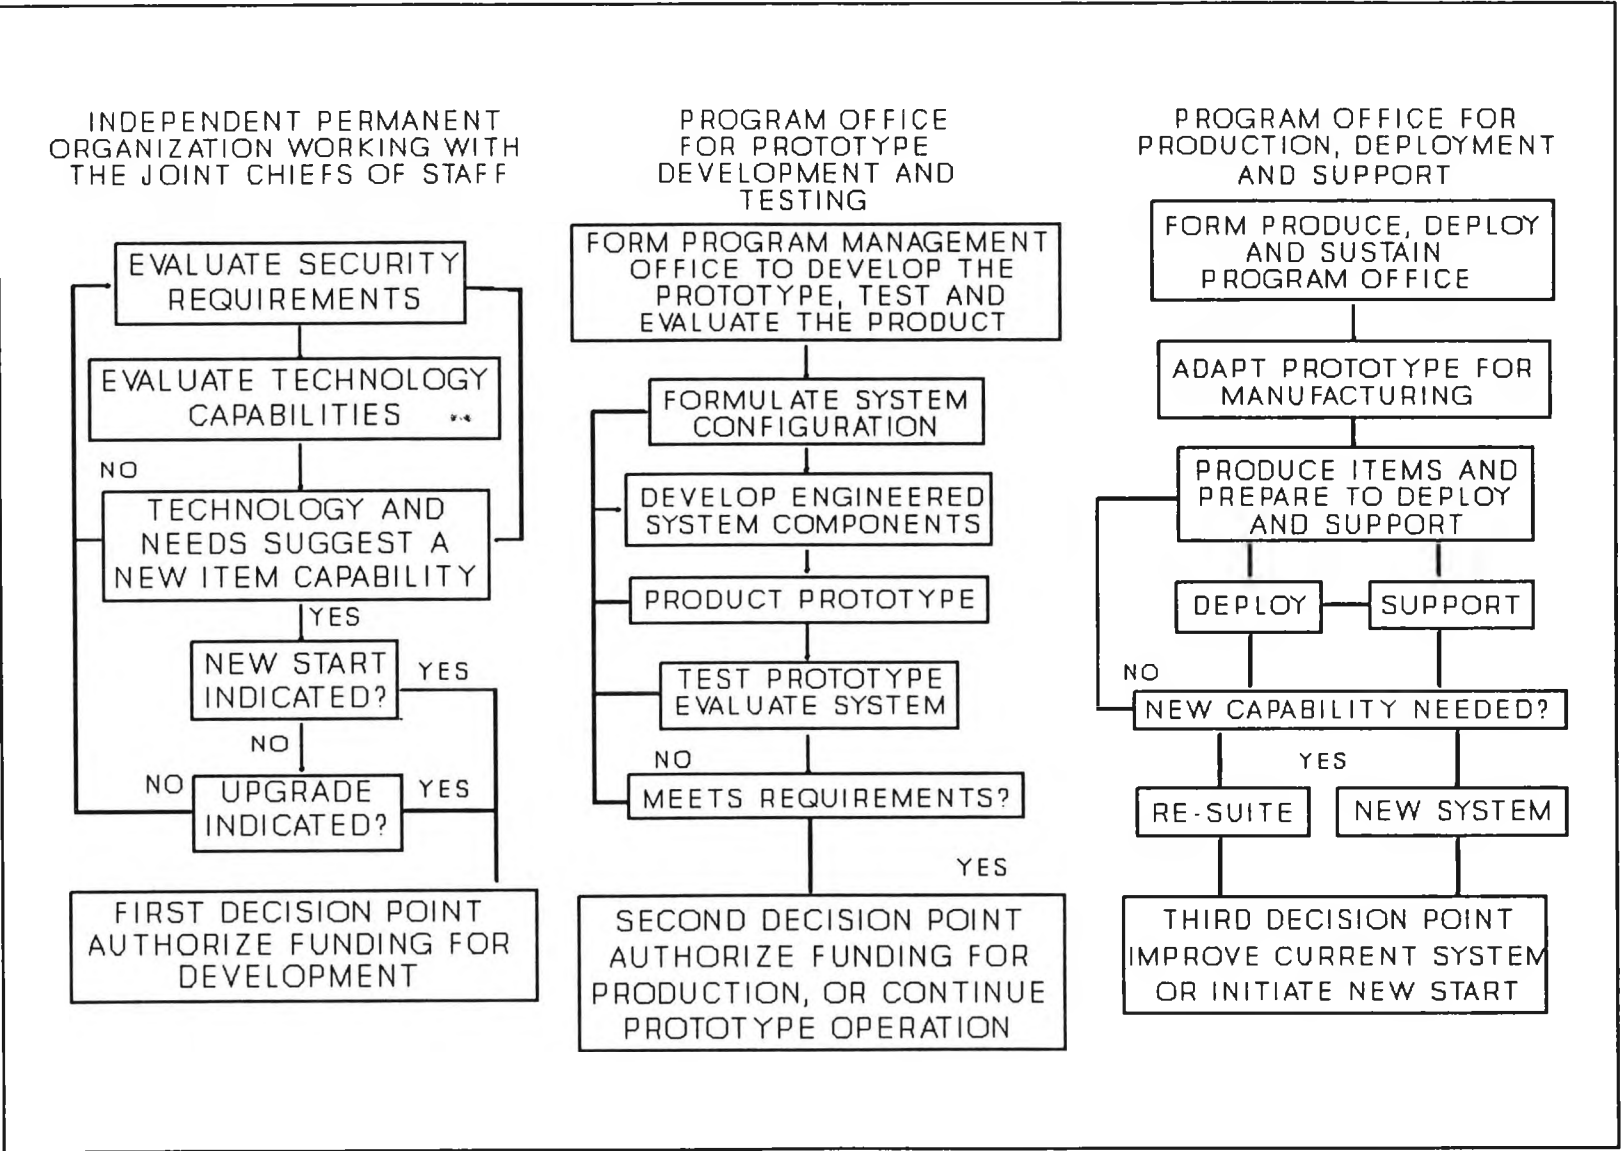 INDEPENDENT PERMANENT
ORGANIZATION WORKING WITH
THE JOINT CHIEFS OF STAFF
EVALUATE SECURITY
REQUIREMENTS
EVALUATE TECHNOLOGY
CAPABILITIES
NO
TECHNOLOGY AND
NEEDS SUGGEST A
NEW ITEM CAPABILITY
YES
NEW START
INDICATED?
YES
NO
NO
UPGRADE
INDICATED?
YES
FIRST DECISION POINT
AUTHORIZE FUNDING FOR
DEVELOPMENT
PROGRAM OFFICE
FOR PROTOTYPE
DEVELOPMENT AND
TESTING
FORM PROGRAM MANAGEMENT
OFFICE TO DEVELOP THE
PROTOTYPE, TEST AND
EVALUATE THE PRODUCT
FORMULATE SYSTEM
CONFIGURATION
DEVELOP ENGINEERED
SYSTEM COMPONENTS
PRODUCT PROTOTYPE
TEST PROTOTYPE
EVALUATE SYSTEM
NO
MEETS REQUIREMENTS?
YES
SECOND DECISION POINT
AUTHORIZE FUNDING FOR
PRODUCTION, OR CONTINUE
PROTOTYPE OPERATION
PROGRAM OFFICE FOR
PRODUCTION, DEPLOYMENT
AND SUPPORT
FORM PRODUCE, DEPLOY
AND SUSTAIN
PROGRAM OFFICE
ADAPT PROTOTYPE FOR
MANUFACTURING
PRODUCE ITEMS AND
PREPARE TO DEPLOY
AND SUPPORT
DEPLOY
SUPPORT
NO
NEW CAPABILITY NEEDED?
YES
RE-SUITE
NEW SYSTEM
THIRD DECISION POINT
IMPROVE CURRENT SYSTEM
OR INITIATE NEW START